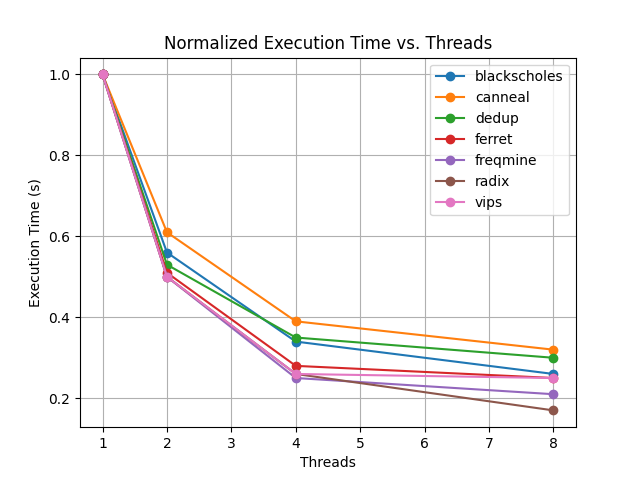 Normalized Execution Time vs. Threads
Execution Time (s)
1.0
0.8
0.6
0.4
0.2
blackscholes
canneal
dedup
ferret
freqmine
radix
vips
1 2 3 4 5 6 7 8
Threads